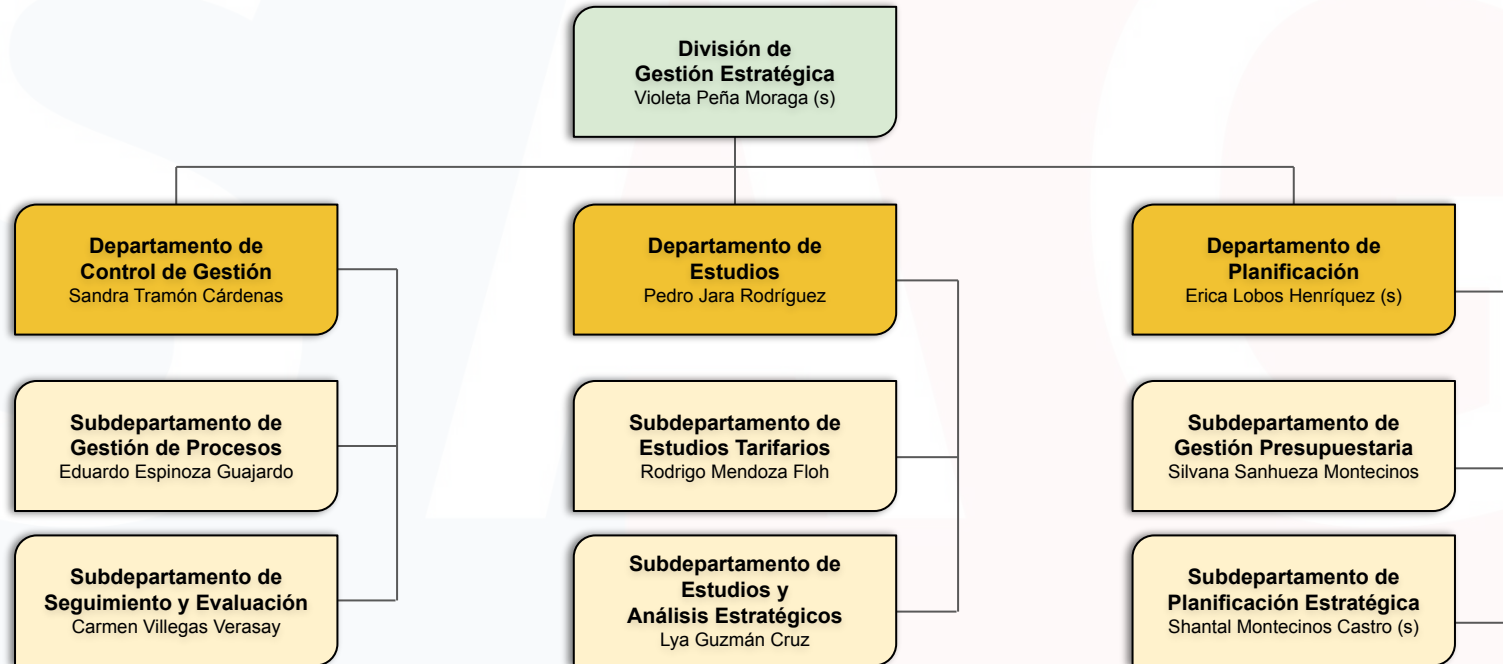 División de
Gestión Estratégica
Violeta Peña Moraga (s)
Departamento de
Control de Gestión
Sandra Tramón Cárdenas
Departamento de
Estudios
Pedro Jara Rodríguez
Departamento de
Planificación
Erica Lobos Henríquez (s)
Subdepartamento de
Gestión de Procesos
Eduardo Espinoza Guajardo
Subdepartamento de
Estudios Tarifarios
Rodrigo Mendoza Floh
Subdepartamento de
Gestión Presupuestaria
Silvana Sanhueza Montecinos
Subdepartamento de
Seguimiento y Evaluación
Carmen Villegas Verasay
Subdepartamento de
Estudios y
Análisis Estratégicos
Lya Guzmán Cruz
Subdepartamento de
Planificación Estratégica
Shantal Montecinos Castro (s)